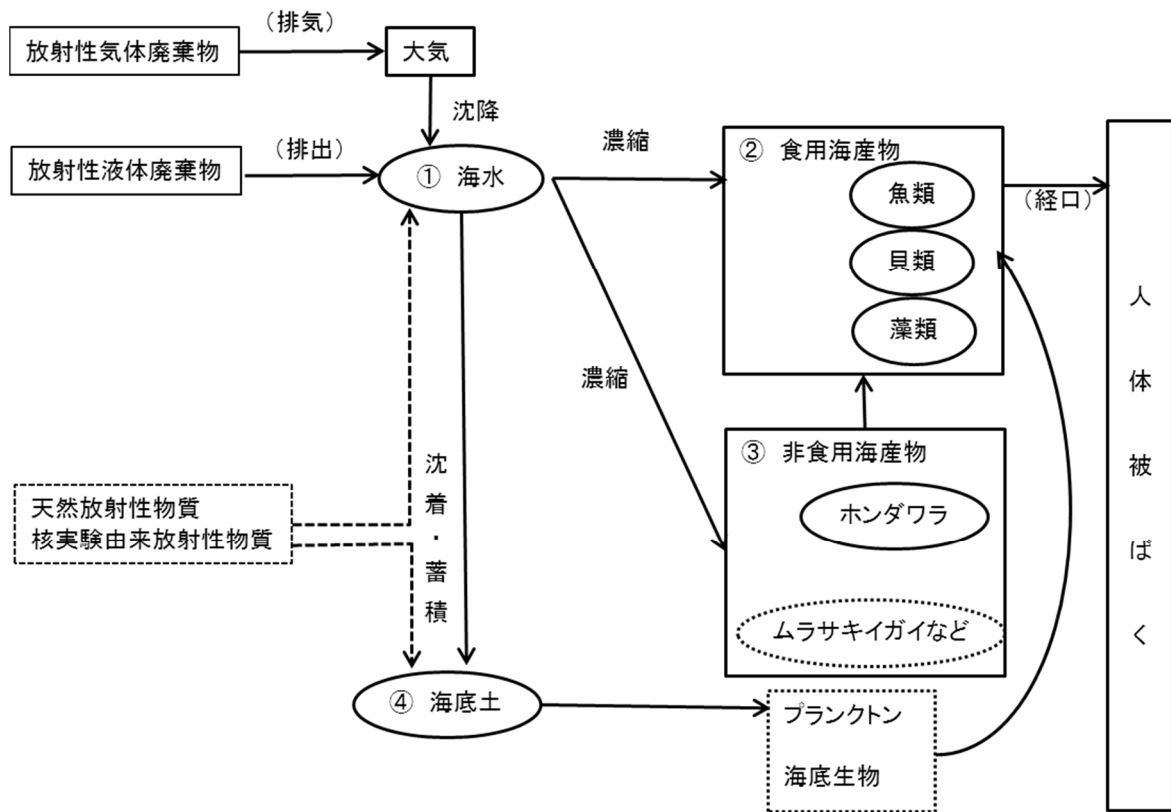 （排気）
放射性気体廃棄物
大気
沈降
放射性液体廃棄物
（排出）
① 海水
濃縮
濃縮
② 食用海産物
魚類
貝類
藻類
（経口）
人体被ばく
③ 非食用海産物
ホンダワラ
ムラサキイガイなど
天然放射性物質
核実験由来放射性物質
沈着・蓄積
④ 海底土
プランクトン
海底生物